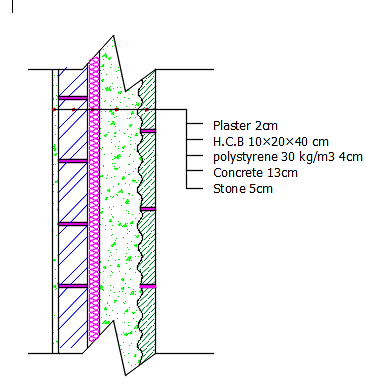 Plaster 2cm
H.C.B 10×20×40 cm
polystyrene 30 kg/m3 4cm
Concrete 13cm
Stone 5cm